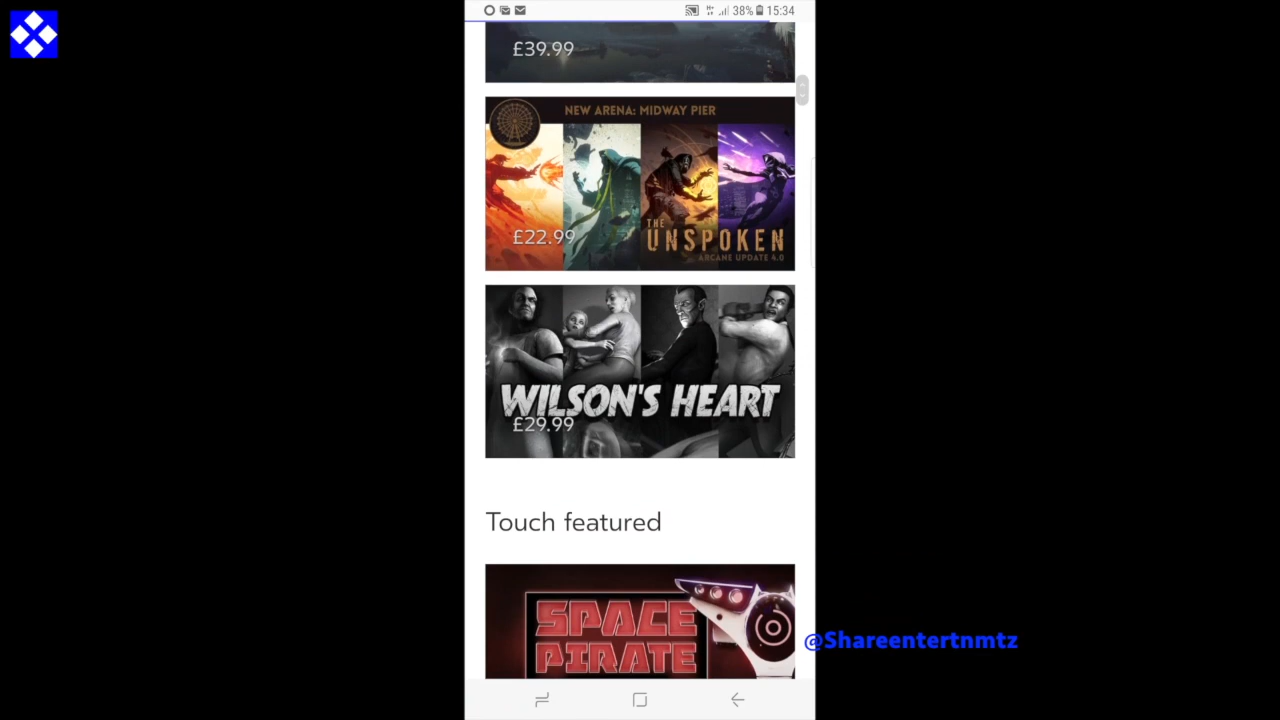 38% 15:34
£39.99
NEW ARENA: MIDWAY PIER
£22.99
THE
UNSPOKEN
ARCAME UPDATE 4.0
WILSON'S HEART
£29.99
Touch featured
SPACE
PIRATE
@Shareentertnmtz